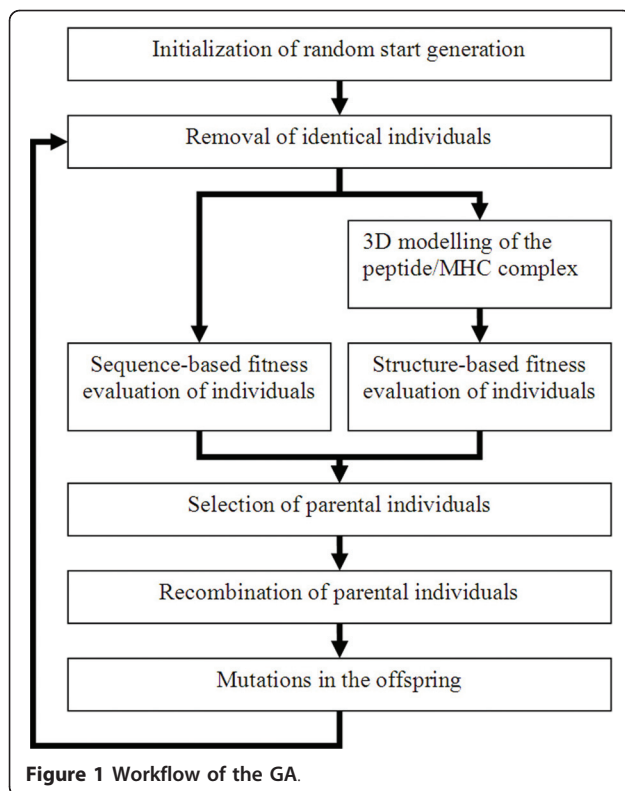 Initialization of random start generation
Removal of identical individuals
3D modelling of the
peptide/MHC complex
Sequence-based fitness
evaluation of individuals
Structure-based fitness
evaluation of individuals
Selection of parental individuals
Recombination of parental individuals
Mutations in the offspring
Figure 1 Workflow of the GA.